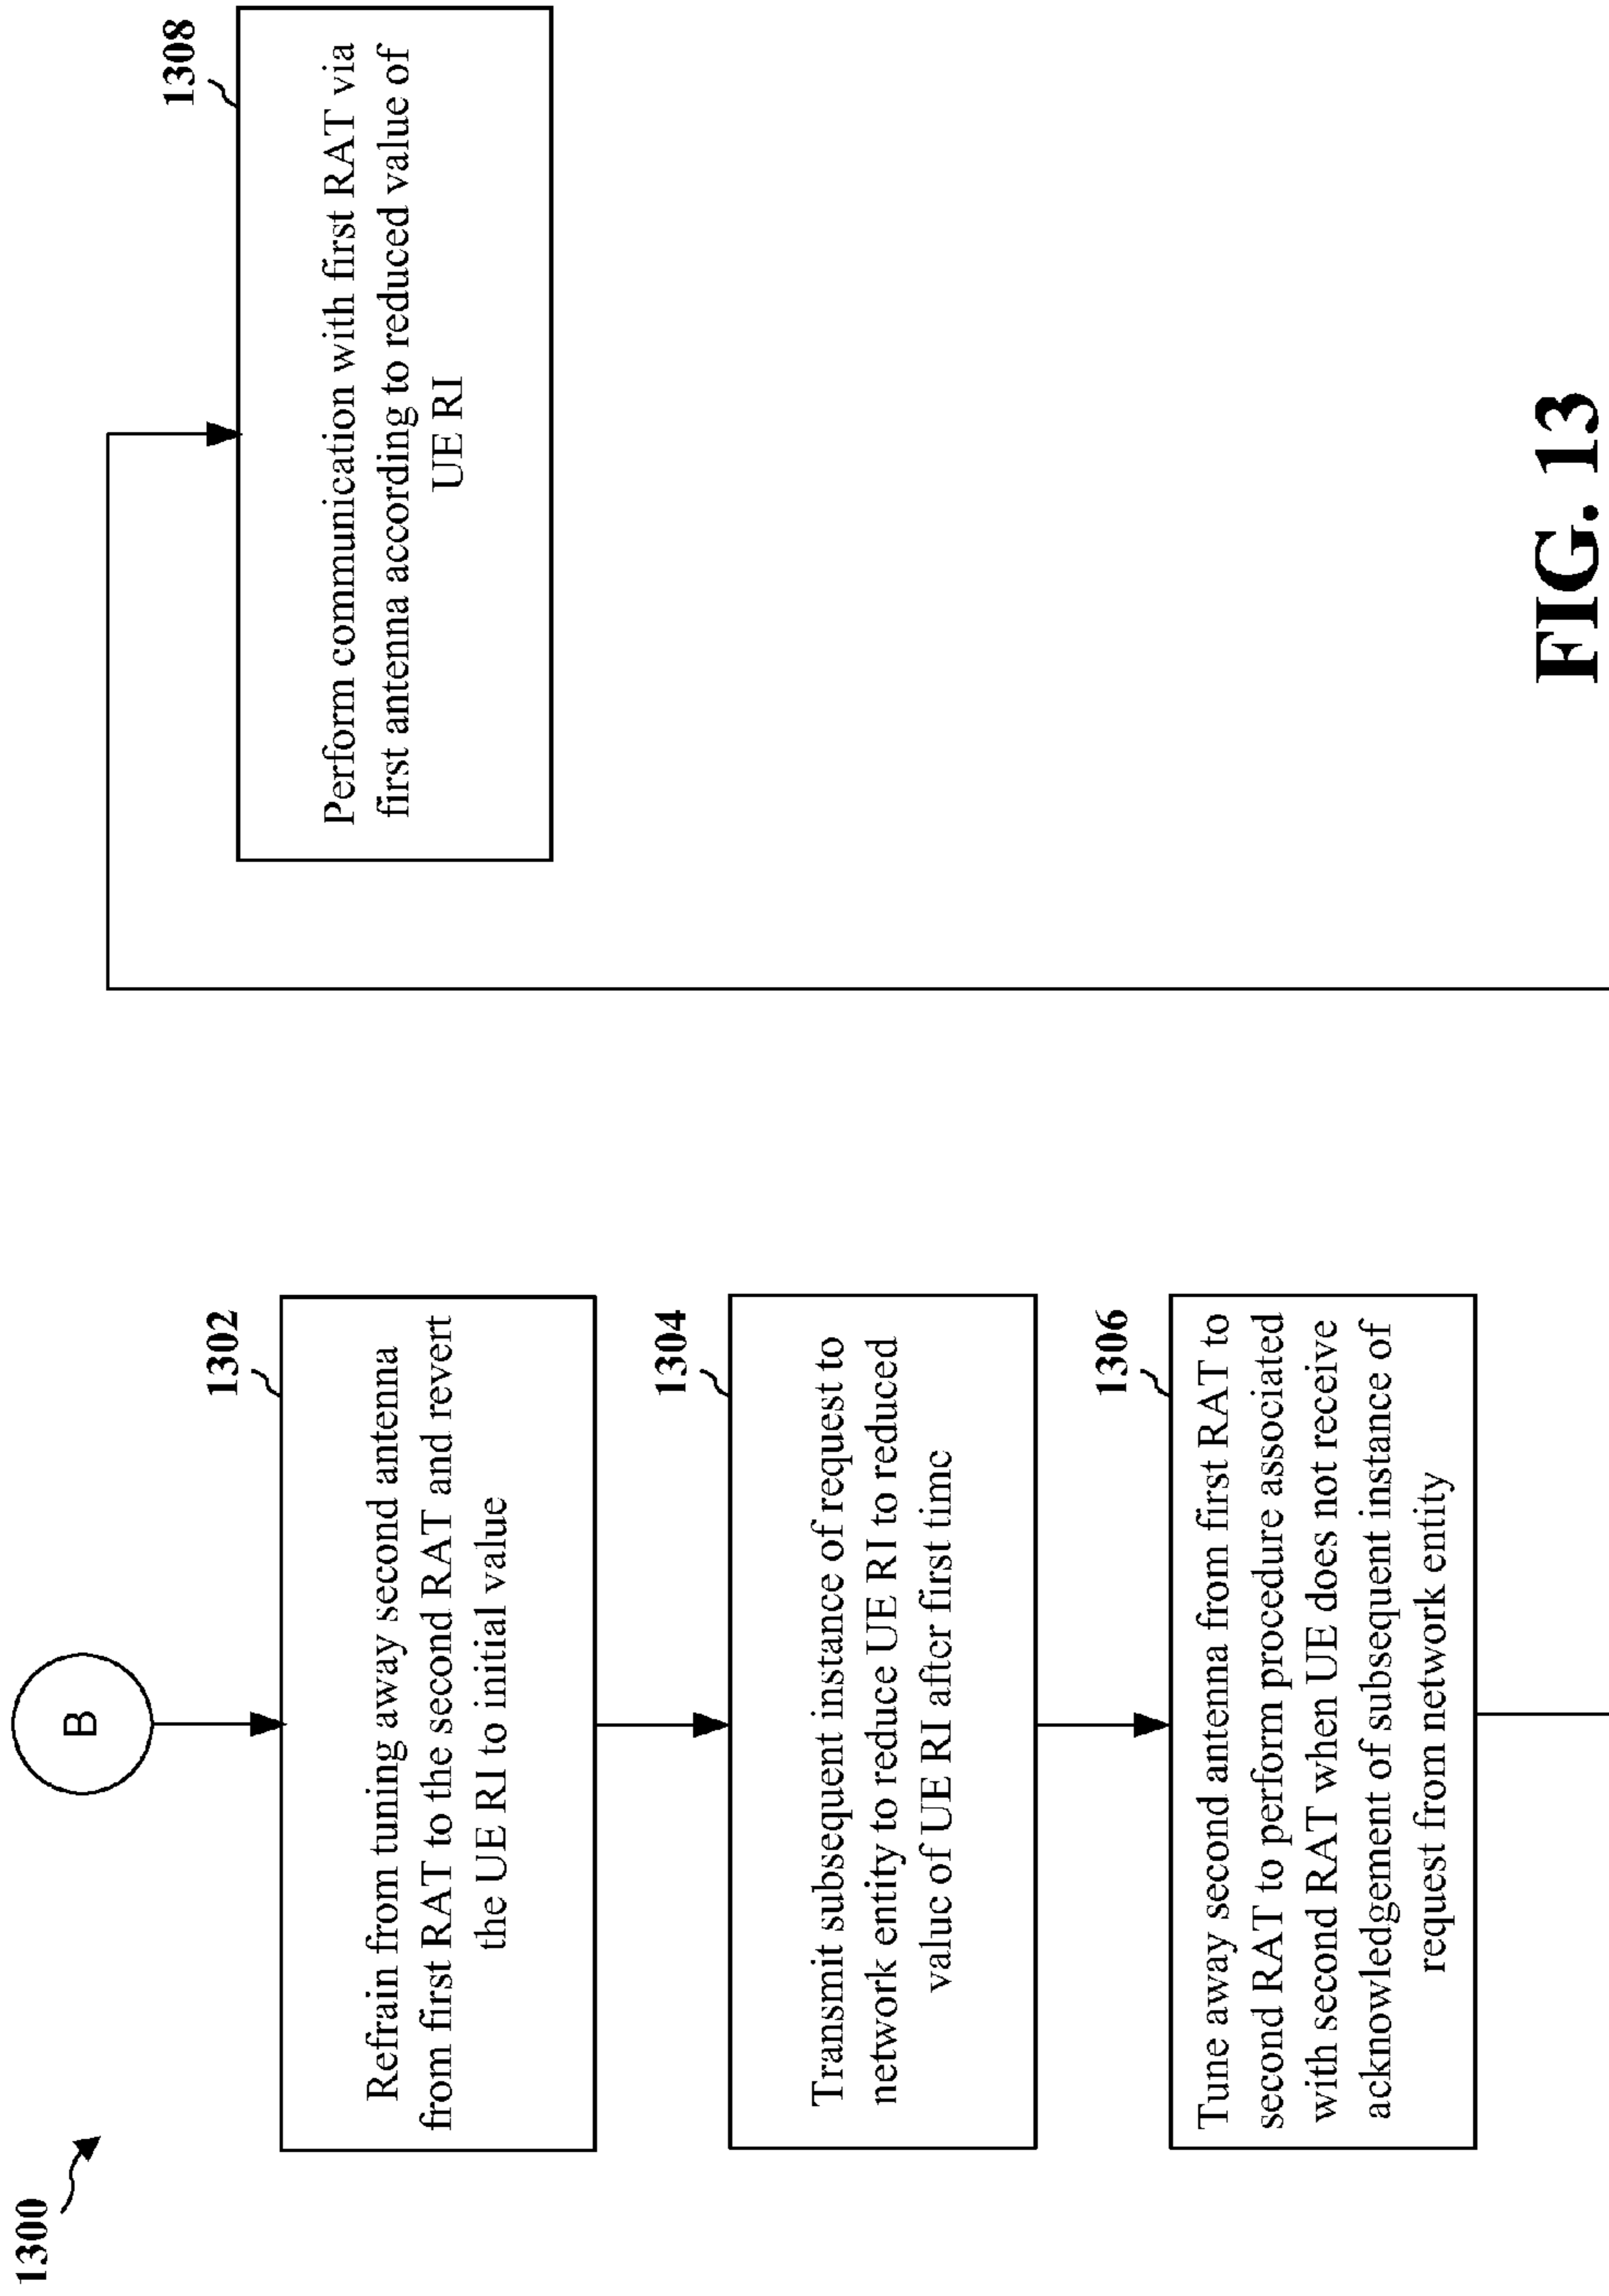 1300
B
1302
Refrain from tuning away second antenna
from first RAT to the second RAT and revert
the UE RI to initial value
1304
Transmit subsequent instance of request to
network entity to reduce UE RI to reduced
value of UE RI after first time
1306
Tune away second antenna from first RAT to
second RAT to perform procedure associated
with second RAT when UE does not receive
acknowledgement of subsequent instance of
request from network entity
1308
Perform communication with first RAT via
first antenna according to reduced value of
UE RI
FIG. 13